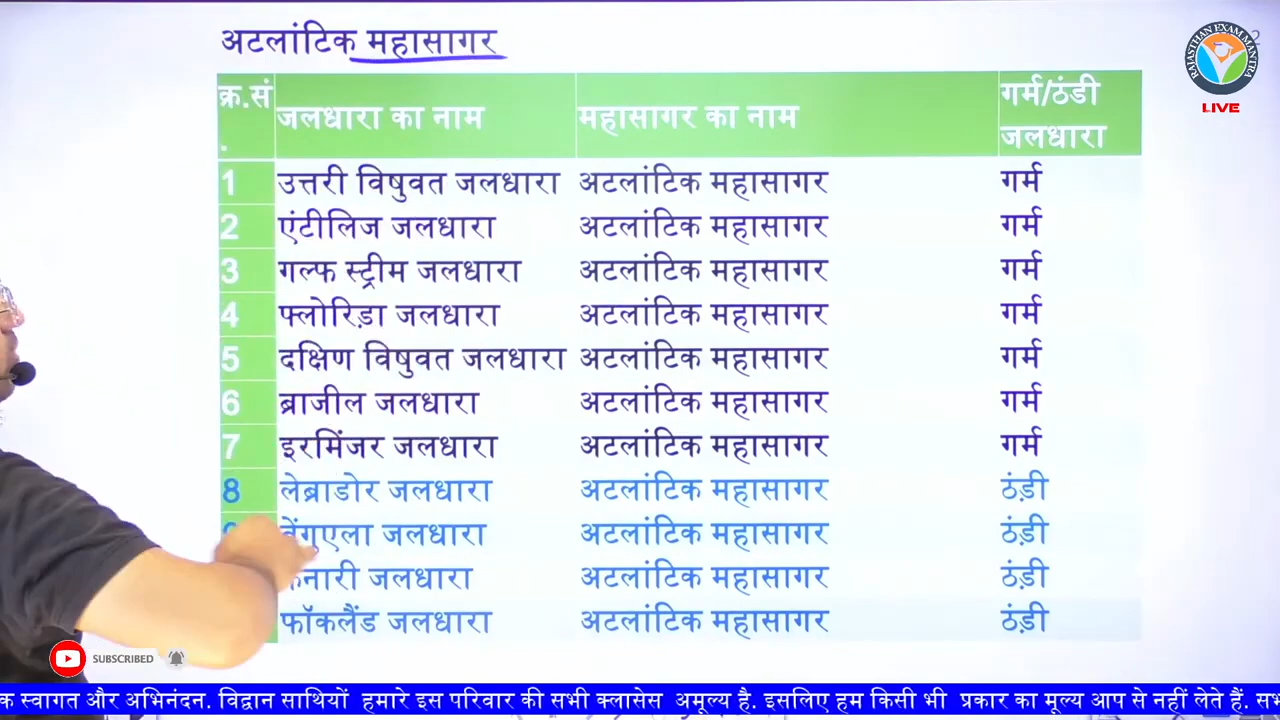 अटलांटिक महासागर
RAJASTHAN EXAM MANTRA
LIVE
क्र.सं. जलधारा का नाम महासागर का नाम गर्म/ठंडी जलधारा
1 उत्तरी विषुवत जलधारा अटलांटिक महासागर गर्म
2 एंटीलिज जलधारा अटलांटिक महासागर गर्म
3 गल्फ स्ट्रीम जलधारा अटलांटिक महासागर गर्म
4 फ्लोरिड़ा जलधारा अटलांटिक महासागर गर्म
5 दक्षिण विषुवत जलधारा अटलांटिक महासागर गर्म
6 ब्राजील जलधारा अटलांटिक महासागर गर्म
7 इरमिंजर जलधारा अटलांटिक महासागर गर्म
8 लेब्राडोर जलधारा अटलांटिक महासागर ठंड़ी
जलधारा अटलांटिक महासागर ठंड़ी
जलधारा अटलांटिक महासागर ठंड़ी
फॉकलैंड जलधारा अटलांटिक महासागर ठंड़ी
SUBSCRIBED
स्वागत और अभिनंदन. विद्वान साथियों हमारे इस परिवार की सभी क्लासेस अमूल्य है. इसलिए हम किसी भी प्रकार का मूल्य आप से नहीं लेते हैं.